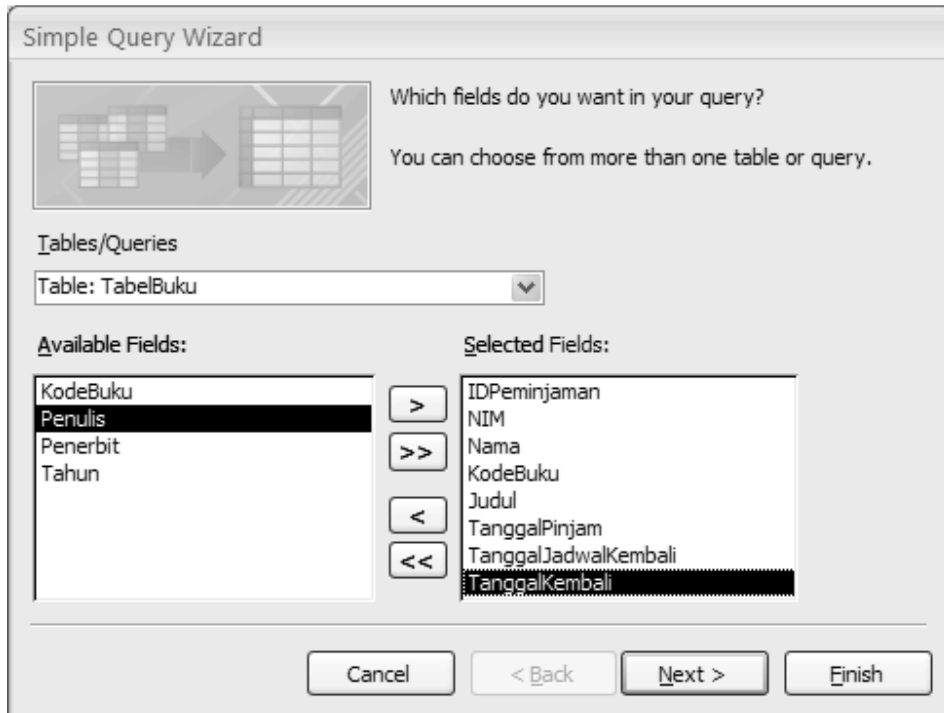 Simple Query Wizard
Which fields do you want in your query?
You can choose from more than one table or query.
Tables/Queries
Table: TabelBuku
Available Fields:
KodeBuku
Penulis
Penerbit
Tahun
>
>>
<
<<
Selected Fields:
IDPeminjaman
NIM
Nama
KodeBuku
Judul
TanggalPinjam
TanggalJadwalKembali
TanggalKembali
Cancel
< Back
Next >
Finish